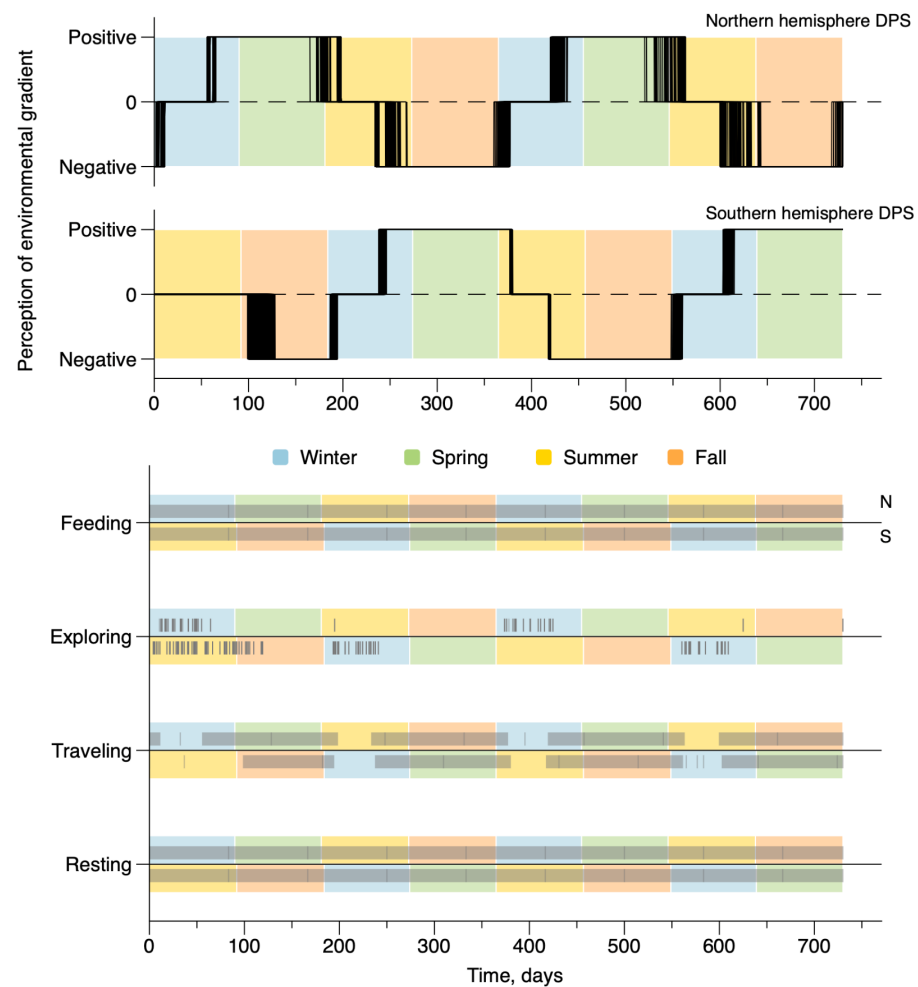 Northern hemisphere DPS
Positive
0
Negative
Southern hemisphere DPS
Positive
0
Negative
Perception of environmental gradient
0 100 200 300 400 500 600 700
Winter Spring Summer Fall
Feeding
N
S
Exploring
Traveling
Resting
0 100 200 300 400 500 600 700
Time, days